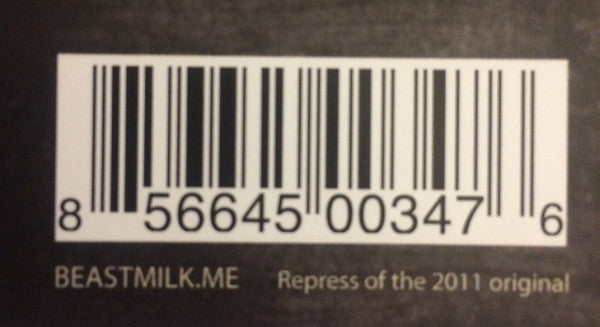 8 56645 00347 6
BEASTMILK.ME Repress of the 2011 original